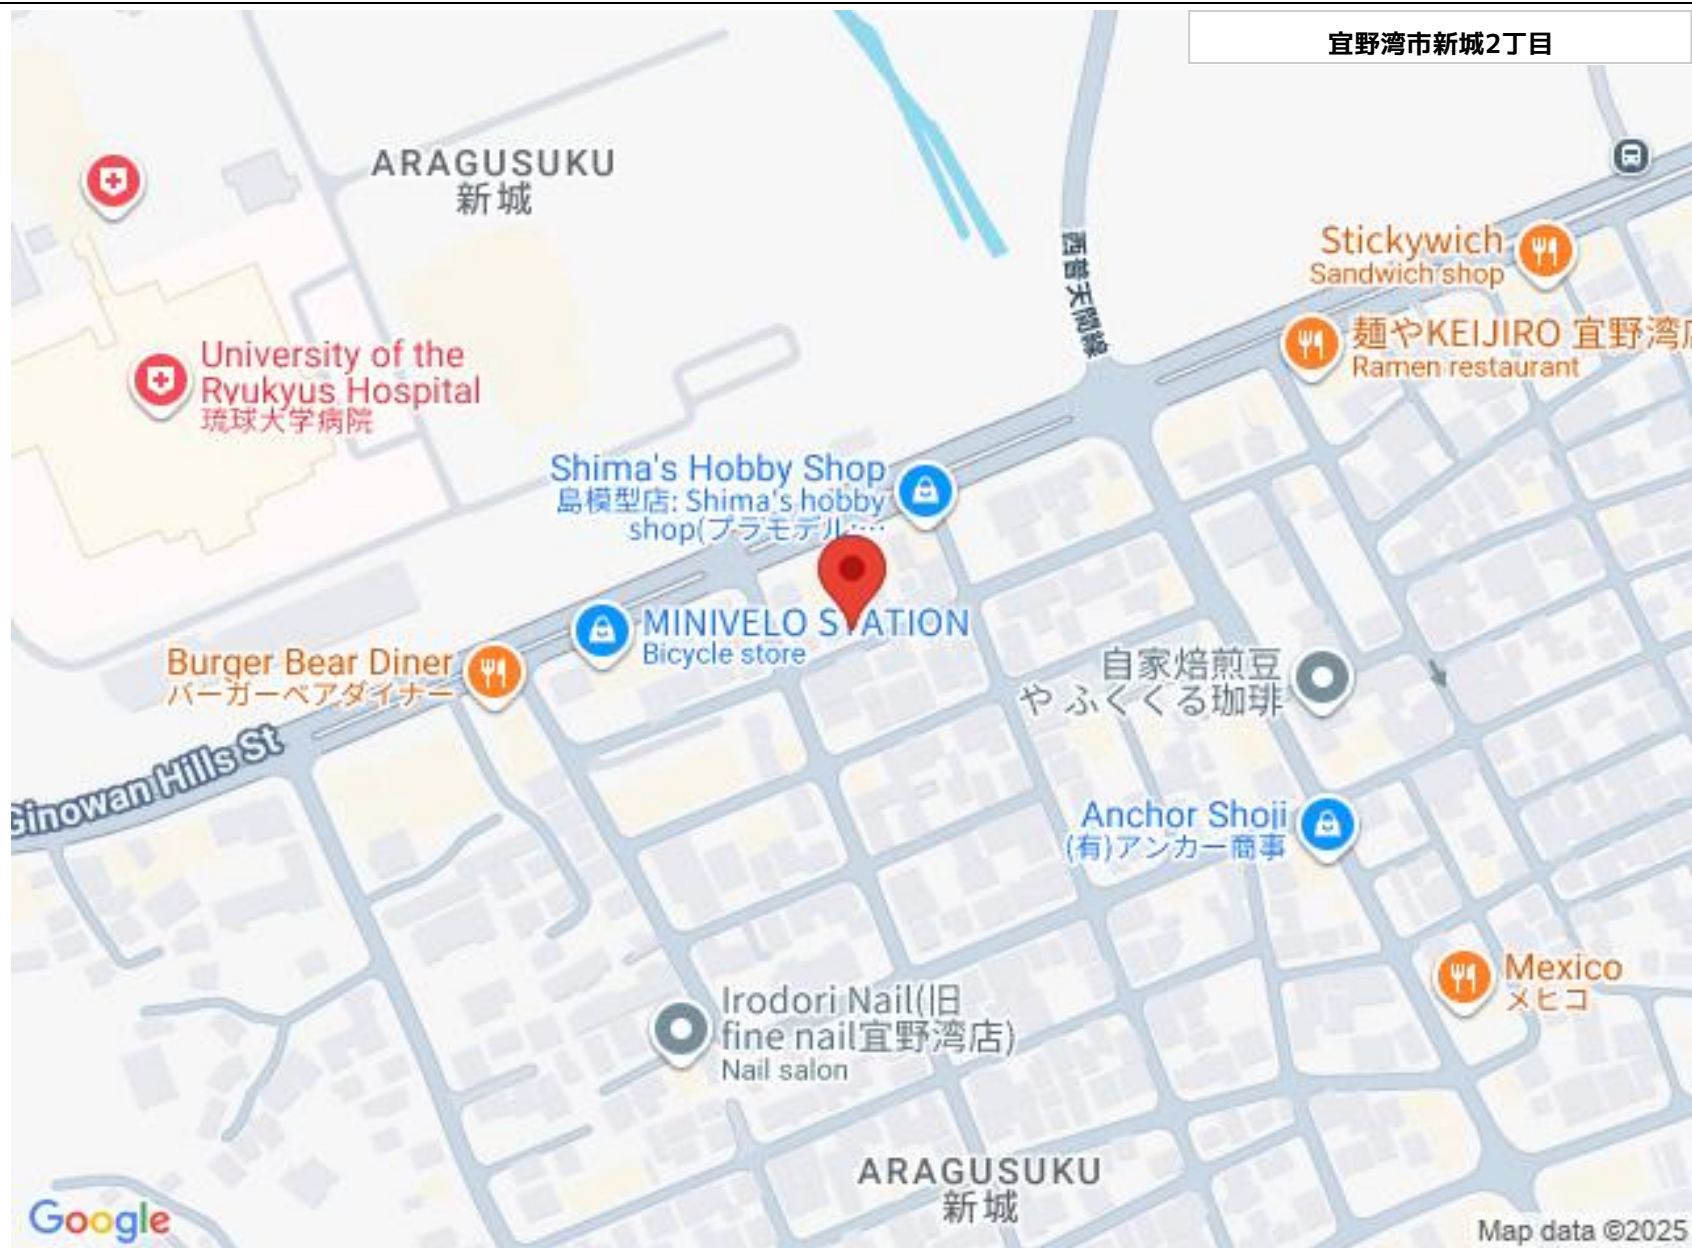 宜野湾市新城2丁目
ARAGUSUKU
新城
西普天間線
Stickywich
Sandwich shop
麺やKEIJIRO 宜野湾店
Ramen restaurant
University of the
Ryukyus Hospital
琉球大学病院
Shima's Hobby Shop
島模型店: Shima's hobby
shop(プラモデル…
MINIVELO STATION
Bicycle store
Burger Bear Diner
バーガーベアダイナー
自家焙煎豆
や ふくくる珈琲
Ginowan Hills St
Anchor Shoji
(有)アンカー商事
Mexico
メヒコ
Irodori Nail(旧
fine nail宜野湾店)
Nail salon
ARAGUSUKU
新城
Google
Map data ©2025